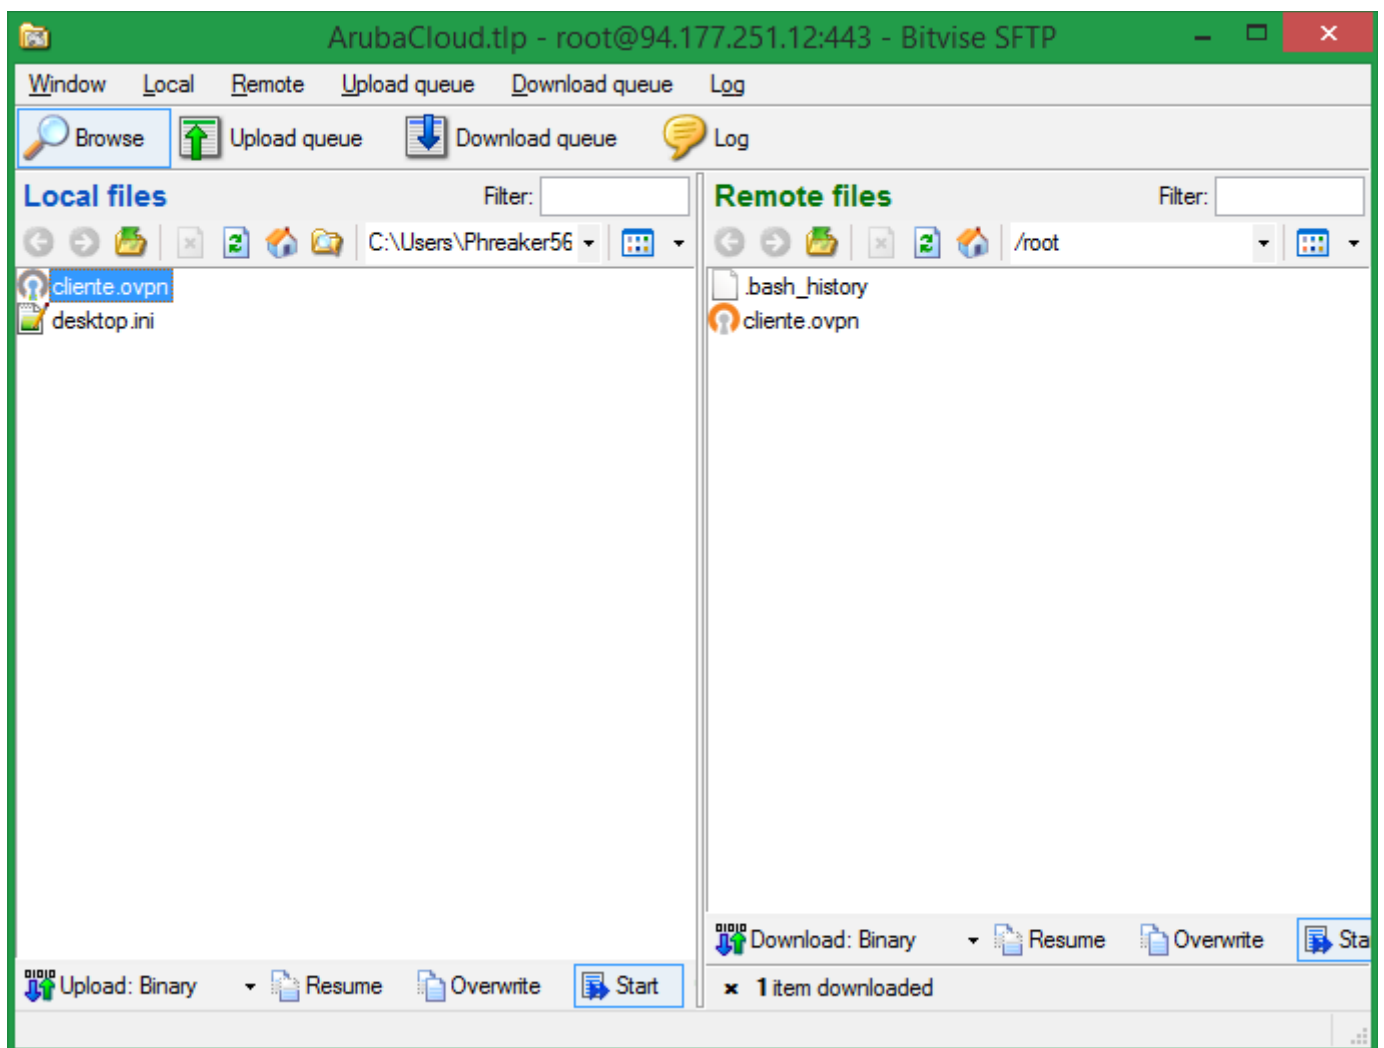 ArubaCloud.tlp - root@94.177.251.12:443 - Bitvise SFTP
Window Local Remote Upload queue Download queue Log
Browse Upload queue Download queue Log
Local files Filter:
C:\Users\Phreaker56
cliente.ovpn
desktop.ini
Upload: Binary Resume Overwrite Start
Remote files Filter:
/root
.bash_history
cliente.ovpn
Download: Binary Resume Overwrite Sta
1 item downloaded